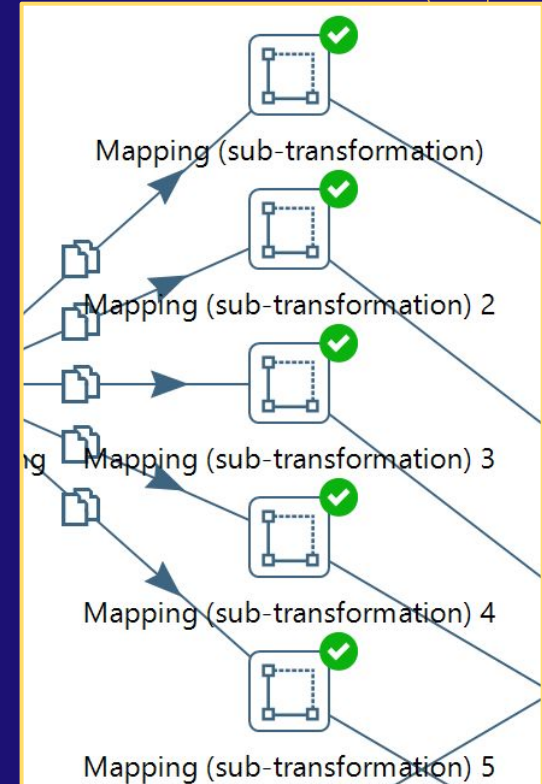 Mapping (sub-transformation)
Mapping (sub-transformation) 2
Mapping (sub-transformation) 3
Mapping (sub-transformation) 4
Mapping (sub-transformation) 5